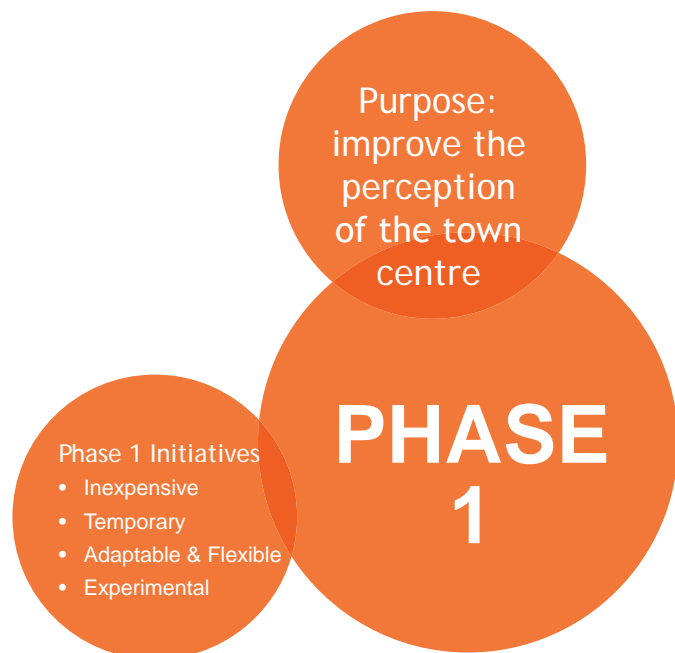 Purpose:
improve the
perception
of the town
centre
PHASE
1
Phase 1 Initiatives
• Inexpensive
• Temporary
• Adaptable & Flexible
• Experimental